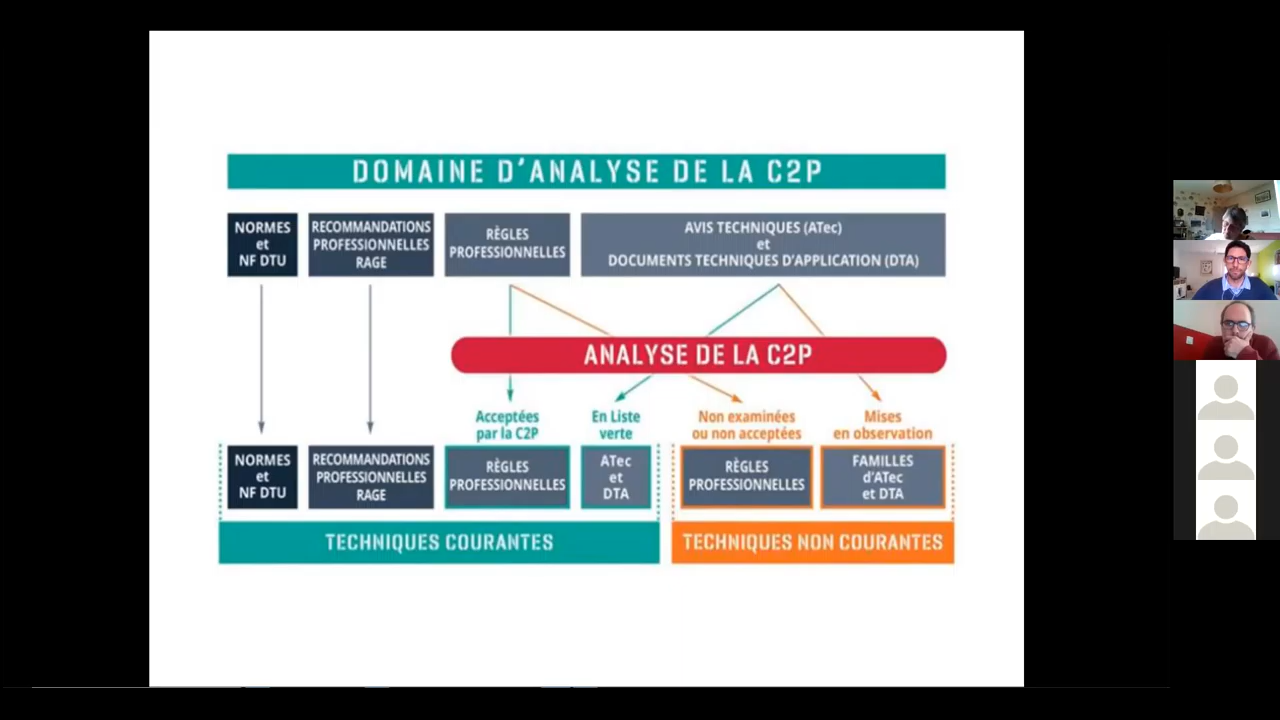 DOMAINE D'ANALYSE DE LA C2P
NORMES
et
NF DTU
RECOMMANDATIONS
PROFESSIONNELLES
RAGE
RÈGLES
PROFESSIONNELLES
AVIS TECHNIQUES (ATec)
et
DOCUMENTS TECHNIQUES D'APPLICATION (DTA)
ANALYSE DE LA C2P
Acceptées
par la C2P
En Liste
verte
Non examinées
ou non acceptées
Mises
en observation
NORMES
et
NF DTU
RECOMMANDATIONS
PROFESSIONNELLES
RAGE
RÈGLES
PROFESSIONNELLES
ATec
et
DTA
RÈGLES
PROFESSIONNELLES
FAMILLES
d'ATec
et DTA
TECHNIQUES COURANTES
TECHNIQUES NON COURANTES